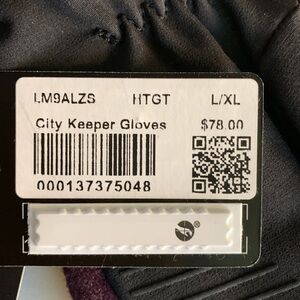 LM9ALZS HTGT L/XL
City Keeper Gloves $78.00
000137375048